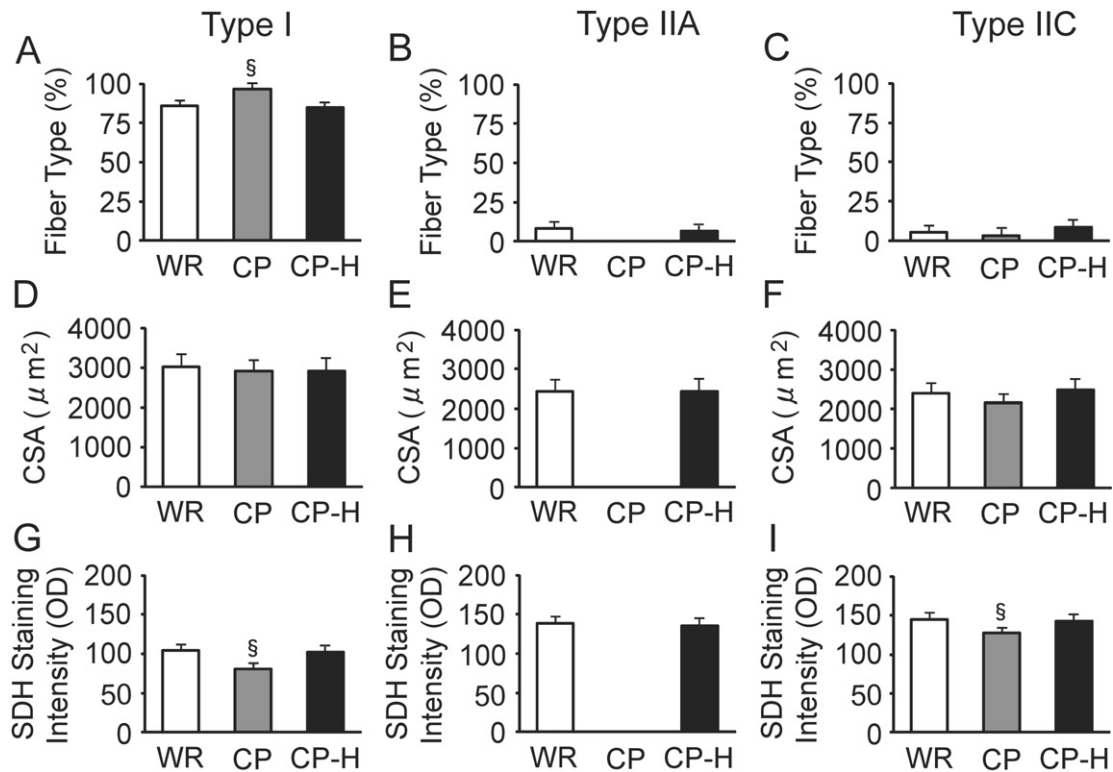 Type I
Type IIA
Type IIC
A
Fiber Type (%)
100
75
50
25
0
§
WR
CP
CP-H
B
Fiber Type (%)
100
75
50
25
0
WR
CP
CP-H
C
Fiber Type (%)
100
75
50
25
0
WR
CP
CP-H
D
CSA (μm²)
4000
3000
2000
1000
0
WR
CP
CP-H
E
CSA (μm²)
4000
3000
2000
1000
0
WR
CP
CP-H
F
CSA (μm²)
4000
3000
2000
1000
0
WR
CP
CP-H
G
SDH Staining
Intensity (OD)
200
150
100
50
0
§
WR
CP
CP-H
H
SDH Staining
Intensity (OD)
200
150
100
50
0
WR
CP
CP-H
I
SDH Staining
Intensity (OD)
200
150
100
50
0
§
WR
CP
CP-H